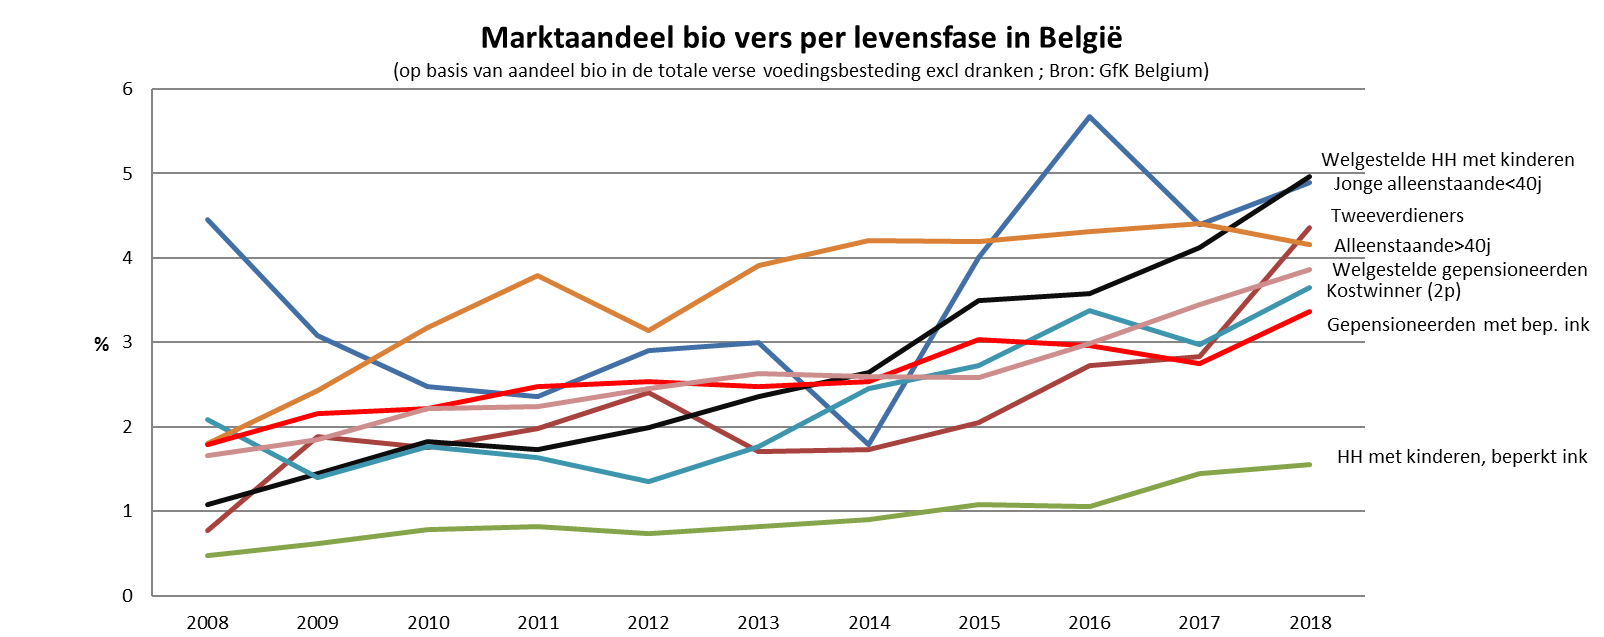 Marktaandeel bio vers per levensfase in België
(op basis van aandeel bio in de totale verse voedingsbesteding excl dranken ; Bron: GfK Belgium)
6
5
4
3
2
1
0
%
Welgestelde HH met kinderen
Jonge alleenstaande<40j
Tweeverdieners
Alleenstaande>40j
Welgestelde gepensioneerden
Kostwinner (2p)
Gepensioneerden met bep. ink
HH met kinderen, beperkt ink
2008 2009 2010 2011 2012 2013 2014 2015 2016 2017 2018